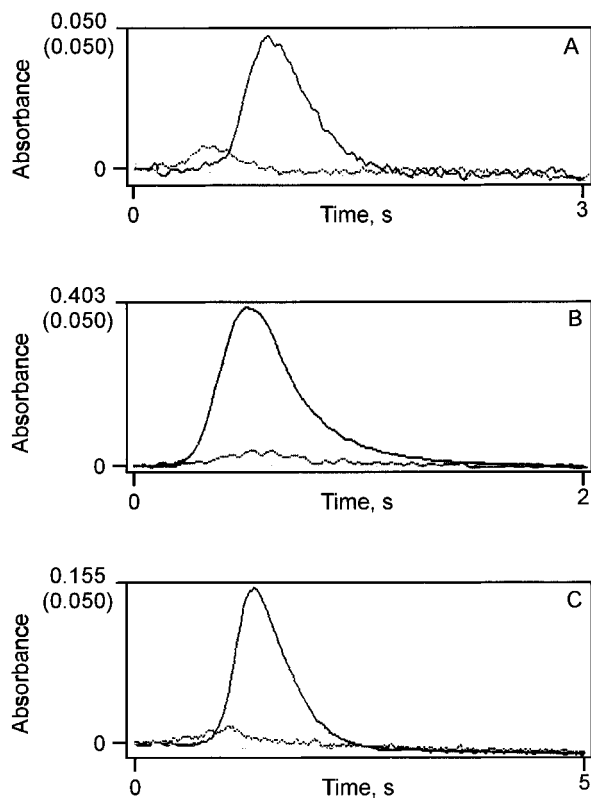 0.050
(0.050)
A
Absorbance
0
0
Time, s
3
0.403
(0.050)
B
Absorbance
0
0
Time, s
2
0.155
(0.050)
C
Absorbance
0
0
Time, s
5